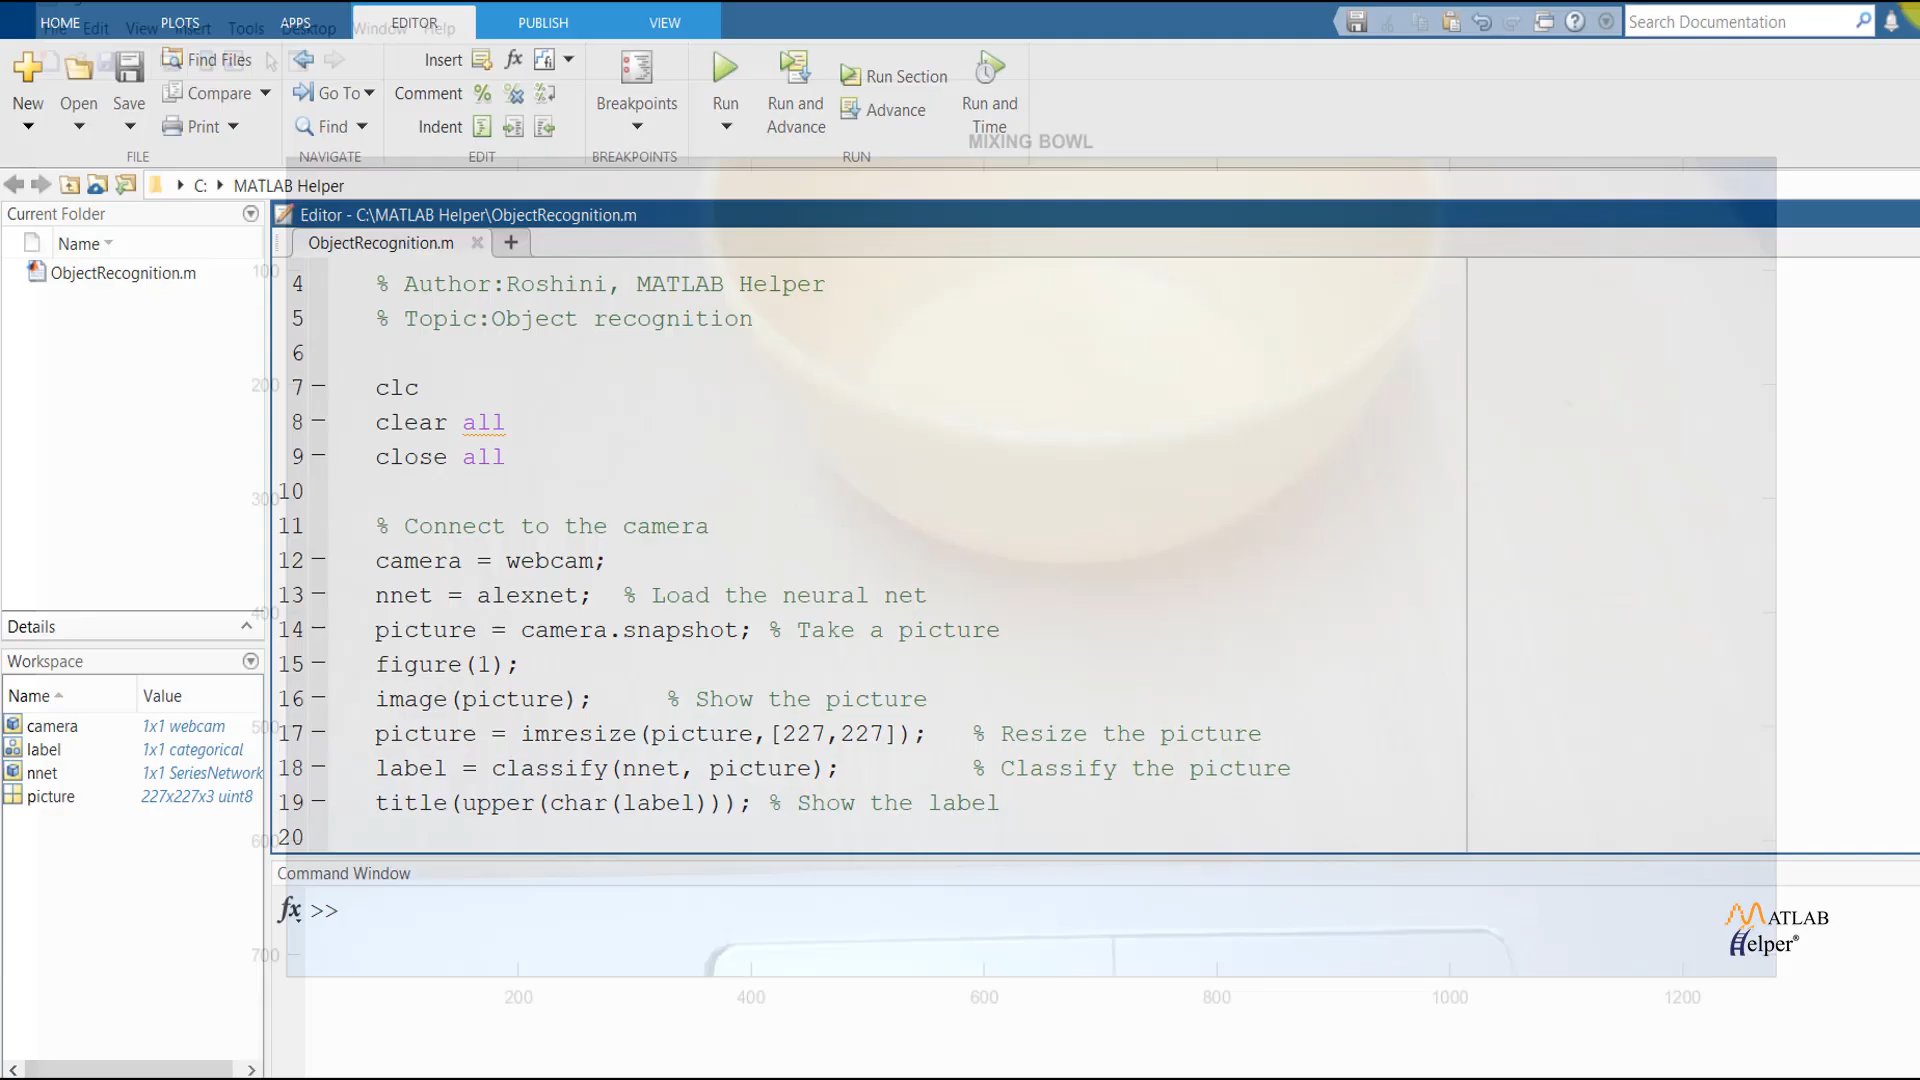 HOME PLOTS APPS EDITOR PUBLISH VIEW Search Documentation
File Edit View Insert Tools Desktop Window Help
Find Files Insert fx
New Open Save Compare Go To Comment Breakpoints Run Run and Advance Run Section Advance Run and Time
Print Find Indent
FILE NAVIGATE EDIT BREAKPOINTS RUN
MIXING BOWL
C: MATLAB Helper
Current Folder
Name
ObjectRecognition.m
Editor - C:\MATLAB Helper\ObjectRecognition.m
ObjectRecognition.m
4 % Author:Roshini, MATLAB Helper
5 % Topic:Object recognition
6
7 clc
8 clear all
9 close all
10
11 % Connect to the camera
12 camera = webcam;
13 nnet = alexnet; % Load the neural net
14 picture = camera.snapshot; % Take a picture
15 figure(1);
16 image(picture); % Show the picture
17 picture = imresize(picture,[227,227]); % Resize the picture
18 label = classify(nnet, picture); % Classify the picture
19 title(upper(char(label))); % Show the label
20
Details
Workspace
Name Value
camera 1x1 webcam
label 1x1 categorical
nnet 1x1 SeriesNetwork
picture 227x227x3 uint8
Command Window
fx >>
MATLAB
Helper®
100
200
300
400
500
600
700
200 400 600 800 1000 1200